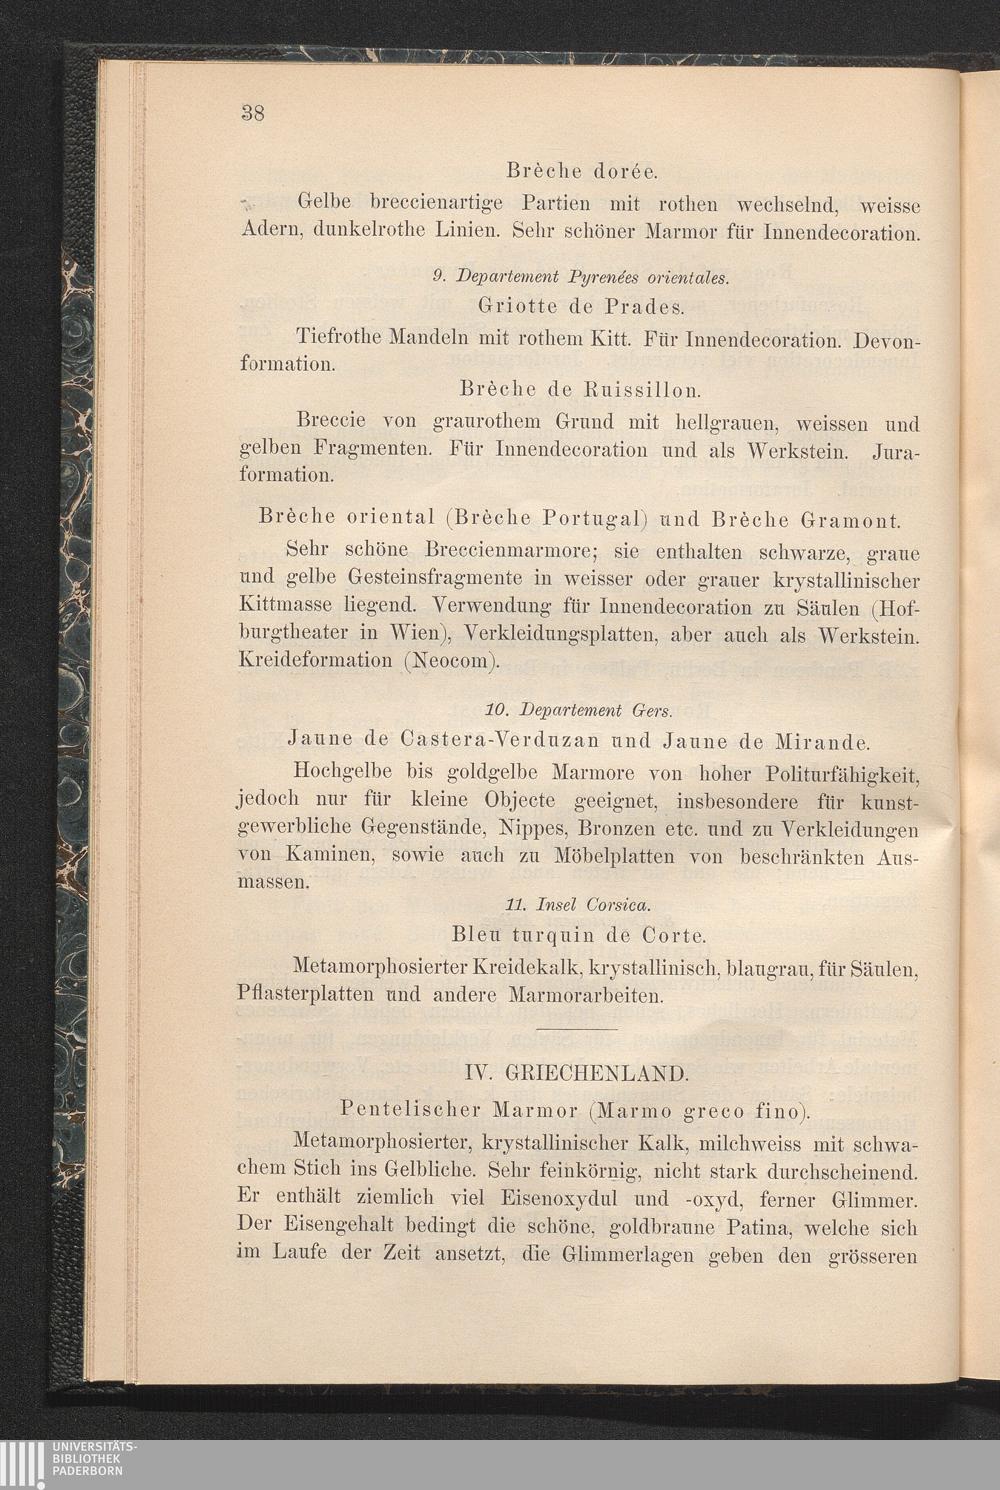 38
Brèche dorée.
Gelbe breccienartige Partien mit rothen wechselnd, weisse
Adern, dunkelrothe Linien. Sehr schöner Marmor für Innendecoration.
9. Departement Pyrenées orientales.
Griotte de Prades.
Tiefrothe Mandeln mit rothem Kitt. Für Innendecoration. Devon-
formation.
Brèche de Ruissillon.
Breccie von graurothem Grund mit hellgrauen, weissen und
gelben Fragmenten. Für Innendecoration und als Werkstein. Jura-
formation.
Brèche oriental (Brèche Portugal) und Brèche Gramont.
Sehr schöne Breccienmarmore; sie enthalten schwarze, graue
und gelbe Gesteinsfragmente in weisser oder grauer krystallinischer
Kittmasse liegend. Verwendung für Innendecoration zu Säulen (Hof-
burgtheater in Wien), Verkleidungsplatten, aber auch als Werkstein.
Kreideformation (Neocom).
10. Departement Gers.
Jaune de Castera-Verduzan und Jaune de Mirande.
Hochgelbe bis goldgelbe Marmore von hoher Politurfähigkeit,
jedoch nur für kleine Objecte geeignet, insbesondere für kunst-
gewerbliche Gegenstände, Nippes, Bronzen etc. und zu Verkleidungen
von Kaminen, sowie auch zu Möbelplatten von beschränkten Aus-
massen.
11. Insel Corsica.
Bleu turquin de Corte.
Metamorphosierter Kreidekalk, krystallinisch, blaugrau, für Säulen,
Pflasterplatten und andere Marmorarbeiten.
IV. GRIECHENLAND.
Pentelischer Marmor (Marmo greco fino).
Metamorphosierter, krystallinischer Kalk, milchweiss mit schwa-
chem Stich ins Gelbliche. Sehr feinkörnig, nicht stark durchscheinend.
Er enthält ziemlich viel Eisenoxydul und -oxyd, ferner Glimmer.
Der Eisengehalt bedingt die schöne, goldbraune Patina, welche sich
im Laufe der Zeit ansetzt, die Glimmerlagen geben den grösseren
UNIVERSITÄTS-
BIBLIOTHEK
PADERBORN